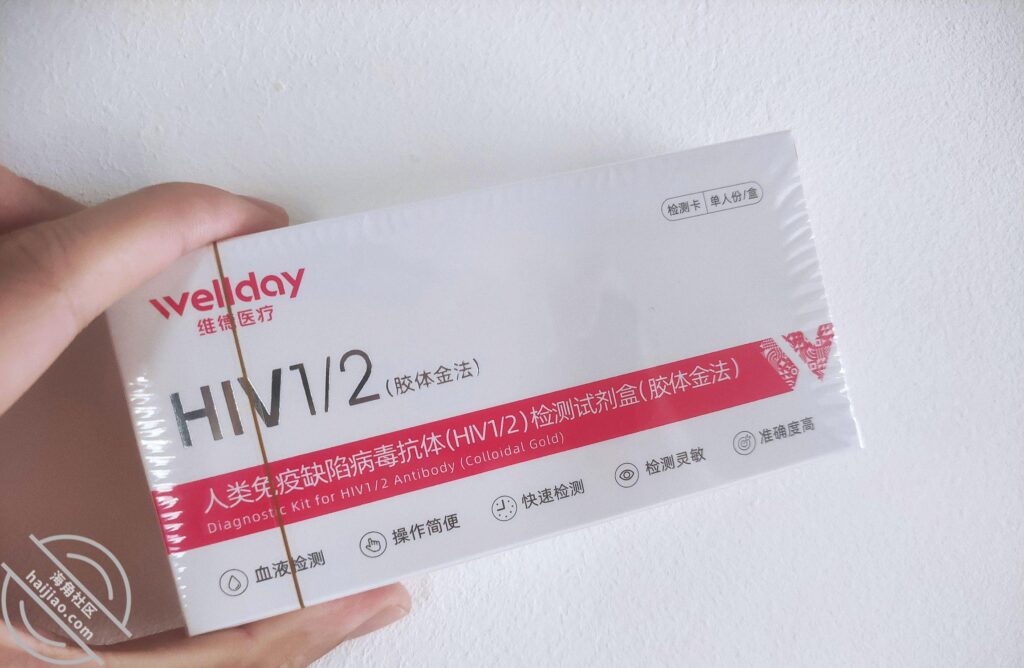 检测卡 单人份/盒
wellday
维德医疗
HIV1/2(胶体金法)
人类免疫缺陷病毒抗体(HIV1/2)检测试剂盒(胶体金法)
Diagnostic Kit for HIV1/2 Antibody (Colloidal Gold)
血液检测 操作简便 快速检测 检测灵敏 准确度高
海角社区
haijiao.com